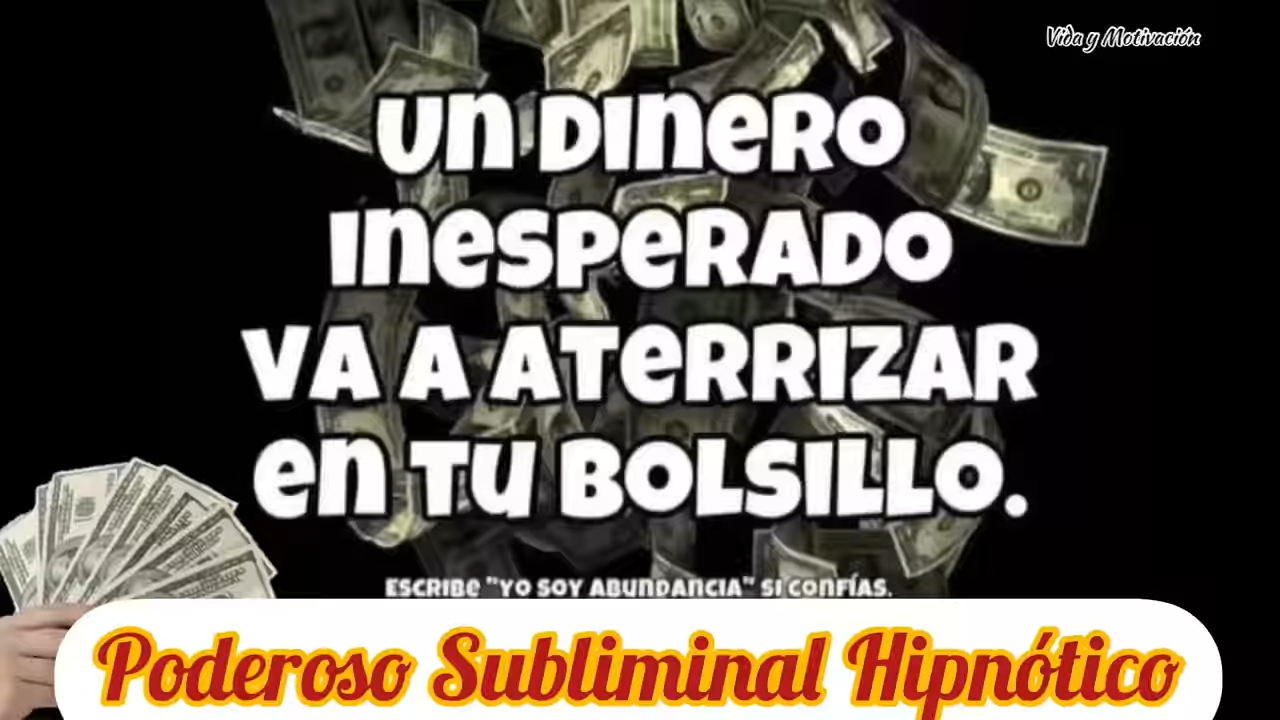 Vida y Motivación
Un DINERO
INESPERADO
VA A ATERRIZAR
en TU BOLSILLO.
ESCRIBE "YO SOY ABUNDANCIA" SI CONFÍAS.
Poderoso Subliminal Hipnótico